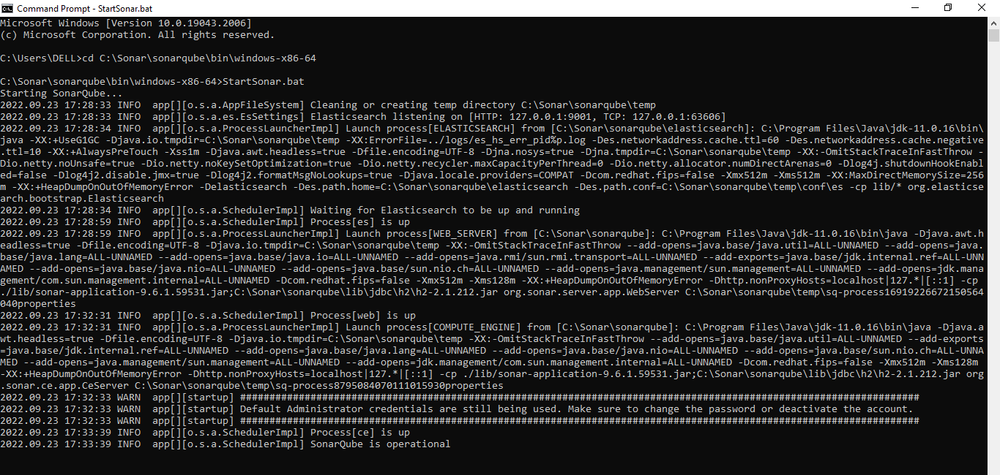 Command Prompt - StartSonar.bat
Microsoft Windows [Version 10.0.19043.2006]
(c) Microsoft Corporation. All rights reserved.
C:\Users\DELL>cd C:\Sonar\sonarqube\bin\windows-x86-64
C:\Sonar\sonarqube\bin\windows-x86-64>StartSonar.bat
Starting SonarQube...
2022.09.23 17:28:33 INFO  app[][o.s.a.AppFileSystem] Cleaning or creating temp directory C:\Sonar\sonarqube\temp
2022.09.23 17:28:33 INFO  app[][o.s.a.es.EsSettings] Elasticsearch listening on [HTTP: 127.0.0.1:9001, TCP: 127.0.0.1:63606]
2022.09.23 17:28:34 INFO  app[][o.s.a.ProcessLauncherImpl] Launch process[ELASTICSEARCH] from [C:\Sonar\sonarqube\elasticsearch]: C:\Program Files\Java\jdk-11.0.16\bin\
java -XX:+UseG1GC -Djava.io.tmpdir=C:\Sonar\sonarqube\temp -XX:ErrorFile=../logs/es_hs_err_pid%p.log -Des.networkaddress.cache.ttl=60 -Des.networkaddress.cache.negative
.ttl=10 -XX:+AlwaysPreTouch -Xss1m -Djava.awt.headless=true -Dfile.encoding=UTF-8 -Djna.nosys=true -Djna.tmpdir=C:\Sonar\sonarqube\temp -XX:-OmitStackTraceInFastThrow -
Dio.netty.noUnsafe=true -Dio.netty.noKeySetOptimization=true -Dio.netty.recycler.maxCapacityPerThread=0 -Dio.netty.allocator.numDirectArenas=0 -Dlog4j.shutdownHookEnabl
ed=false -Dlog4j2.disable.jmx=true -Dlog4j2.formatMsgNoLookups=true -Djava.locale.providers=COMPAT -Dcom.redhat.fips=false -Xmx512m -Xms512m -XX:MaxDirectMemorySize=256
m -XX:+HeapDumpOnOutOfMemoryError -Delasticsearch -Des.path.home=C:\Sonar\sonarqube\elasticsearch -Des.path.conf=C:\Sonar\sonarqube\temp\conf\es -cp lib/* org.elasticse
arch.bootstrap.Elasticsearch
2022.09.23 17:28:34 INFO  app[][o.s.a.SchedulerImpl] Waiting for Elasticsearch to be up and running
2022.09.23 17:28:59 INFO  app[][o.s.a.SchedulerImpl] Process[es] is up
2022.09.23 17:28:59 INFO  app[][o.s.a.ProcessLauncherImpl] Launch process[WEB_SERVER] from [C:\Sonar\sonarqube]: C:\Program Files\Java\jdk-11.0.16\bin\java -Djava.awt.h
eadless=true -Dfile.encoding=UTF-8 -Djava.io.tmpdir=C:\Sonar\sonarqube\temp -XX:-OmitStackTraceInFastThrow --add-opens=java.base/java.util=ALL-UNNAMED --add-opens=java.
base/java.lang=ALL-UNNAMED --add-opens=java.base/java.io=ALL-UNNAMED --add-opens=java.rmi/sun.rmi.transport=ALL-UNNAMED --add-exports=java.base/jdk.internal.ref=ALL-UNN
AMED --add-opens=java.base/java.nio=ALL-UNNAMED --add-opens=java.base/sun.nio.ch=ALL-UNNAMED --add-opens=java.management/sun.management=ALL-UNNAMED --add-opens=jdk.mana
gement/com.sun.management.internal=ALL-UNNAMED -Dcom.redhat.fips=false -Xmx512m -Xms128m -XX:+HeapDumpOnOutOfMemoryError -Dhttp.nonProxyHosts=localhost|127.*|[::1] -cp
./lib/sonar-application-9.6.1.59531.jar;C:\Sonar\sonarqube\lib\jdbc\h2\h2-2.1.212.jar org.sonar.server.app.WebServer C:\Sonar\sonarqube\temp\sq-process16919226672150564
040properties
2022.09.23 17:32:31 INFO  app[][o.s.a.SchedulerImpl] Process[web] is up
2022.09.23 17:32:31 INFO  app[][o.s.a.ProcessLauncherImpl] Launch process[COMPUTE_ENGINE] from [C:\Sonar\sonarqube]: C:\Program Files\Java\jdk-11.0.16\bin\java -Djava.a
wt.headless=true -Dfile.encoding=UTF-8 -Djava.io.tmpdir=C:\Sonar\sonarqube\temp -XX:-OmitStackTraceInFastThrow --add-opens=java.base/java.util=ALL-UNNAMED --add-exports
=java.base/jdk.internal.ref=ALL-UNNAMED --add-opens=java.base/java.lang=ALL-UNNAMED --add-opens=java.base/java.nio=ALL-UNNAMED --add-opens=java.base/sun.nio.ch=ALL-UNNA
MED --add-opens=java.management/sun.management=ALL-UNNAMED --add-opens=jdk.management/com.sun.management.internal=ALL-UNNAMED -Dcom.redhat.fips=false -Xmx512m -Xms128m
-XX:+HeapDumpOnOutOfMemoryError -Dhttp.nonProxyHosts=localhost|127.*|[::1] -cp ./lib/sonar-application-9.6.1.59531.jar;C:\Sonar\sonarqube\lib\jdbc\h2\h2-2.1.212.jar org
.sonar.ce.app.CeServer C:\Sonar\sonarqube\temp\sq-process8795084070111015930properties
2022.09.23 17:32:33 WARN  app[][startup] ####################################################################################################################
2022.09.23 17:32:33 WARN  app[][startup] Default Administrator credentials are still being used. Make sure to change the password or deactivate the account.
2022.09.23 17:32:33 WARN  app[][startup] ####################################################################################################################
2022.09.23 17:33:39 INFO  app[][o.s.a.SchedulerImpl] Process[ce] is up
2022.09.23 17:33:39 INFO  app[][o.s.a.SchedulerImpl] SonarQube is operational